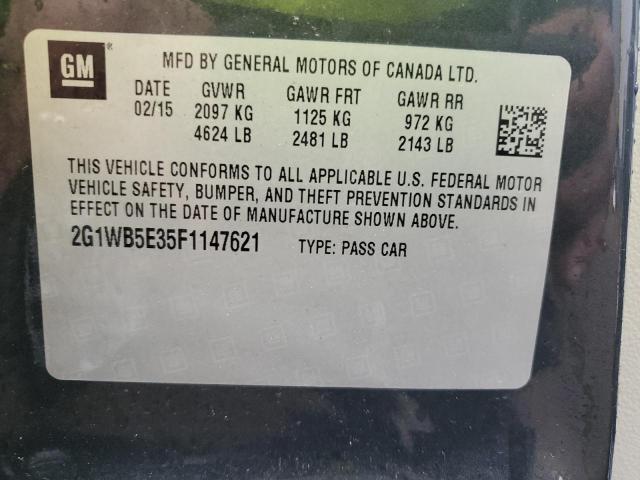 GM ®
MFD BY GENERAL MOTORS OF CANADA LTD.
DATE GVWR GAWR FRT GAWR RR
02/15 2097 KG 1125 KG 972 KG
4624 LB 2481 LB 2143 LB
THIS VEHICLE CONFORMS TO ALL APPLICABLE U.S. FEDERAL MOTOR
VEHICLE SAFETY, BUMPER, AND THEFT PREVENTION STANDARDS IN
EFFECT ON THE DATE OF MANUFACTURE SHOWN ABOVE.
2G1WB5E35F1147621 TYPE: PASS CAR